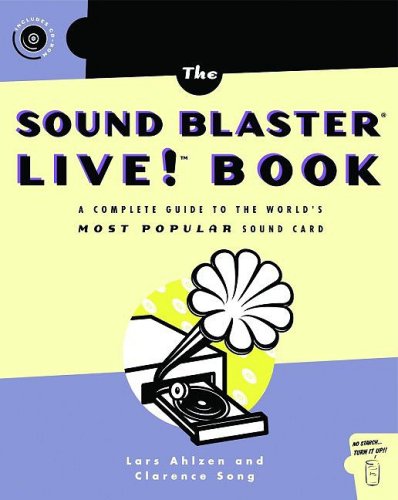 INCLUDES CD-ROM
The
SOUND BLASTER®
LIVE!™ BOOK
A COMPLETE GUIDE TO THE WORLD'S
MOST POPULAR SOUND CARD
Lars Ahlzen and
Clarence Song
NO STARCH...
TURN IT UP!!